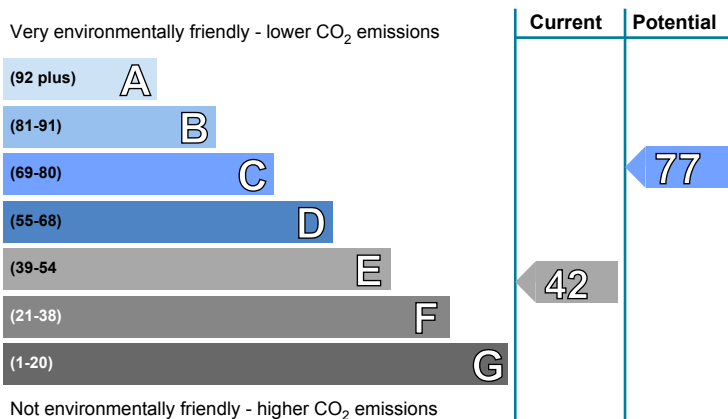 Current Potential
Very environmentally friendly - lower CO2 emissions
(92 plus) A
(81-91) B
(69-80) C
77
(55-68) D
(39-54 E
42
(21-38) F
(1-20) G
Not environmentally friendly - higher CO2 emissions